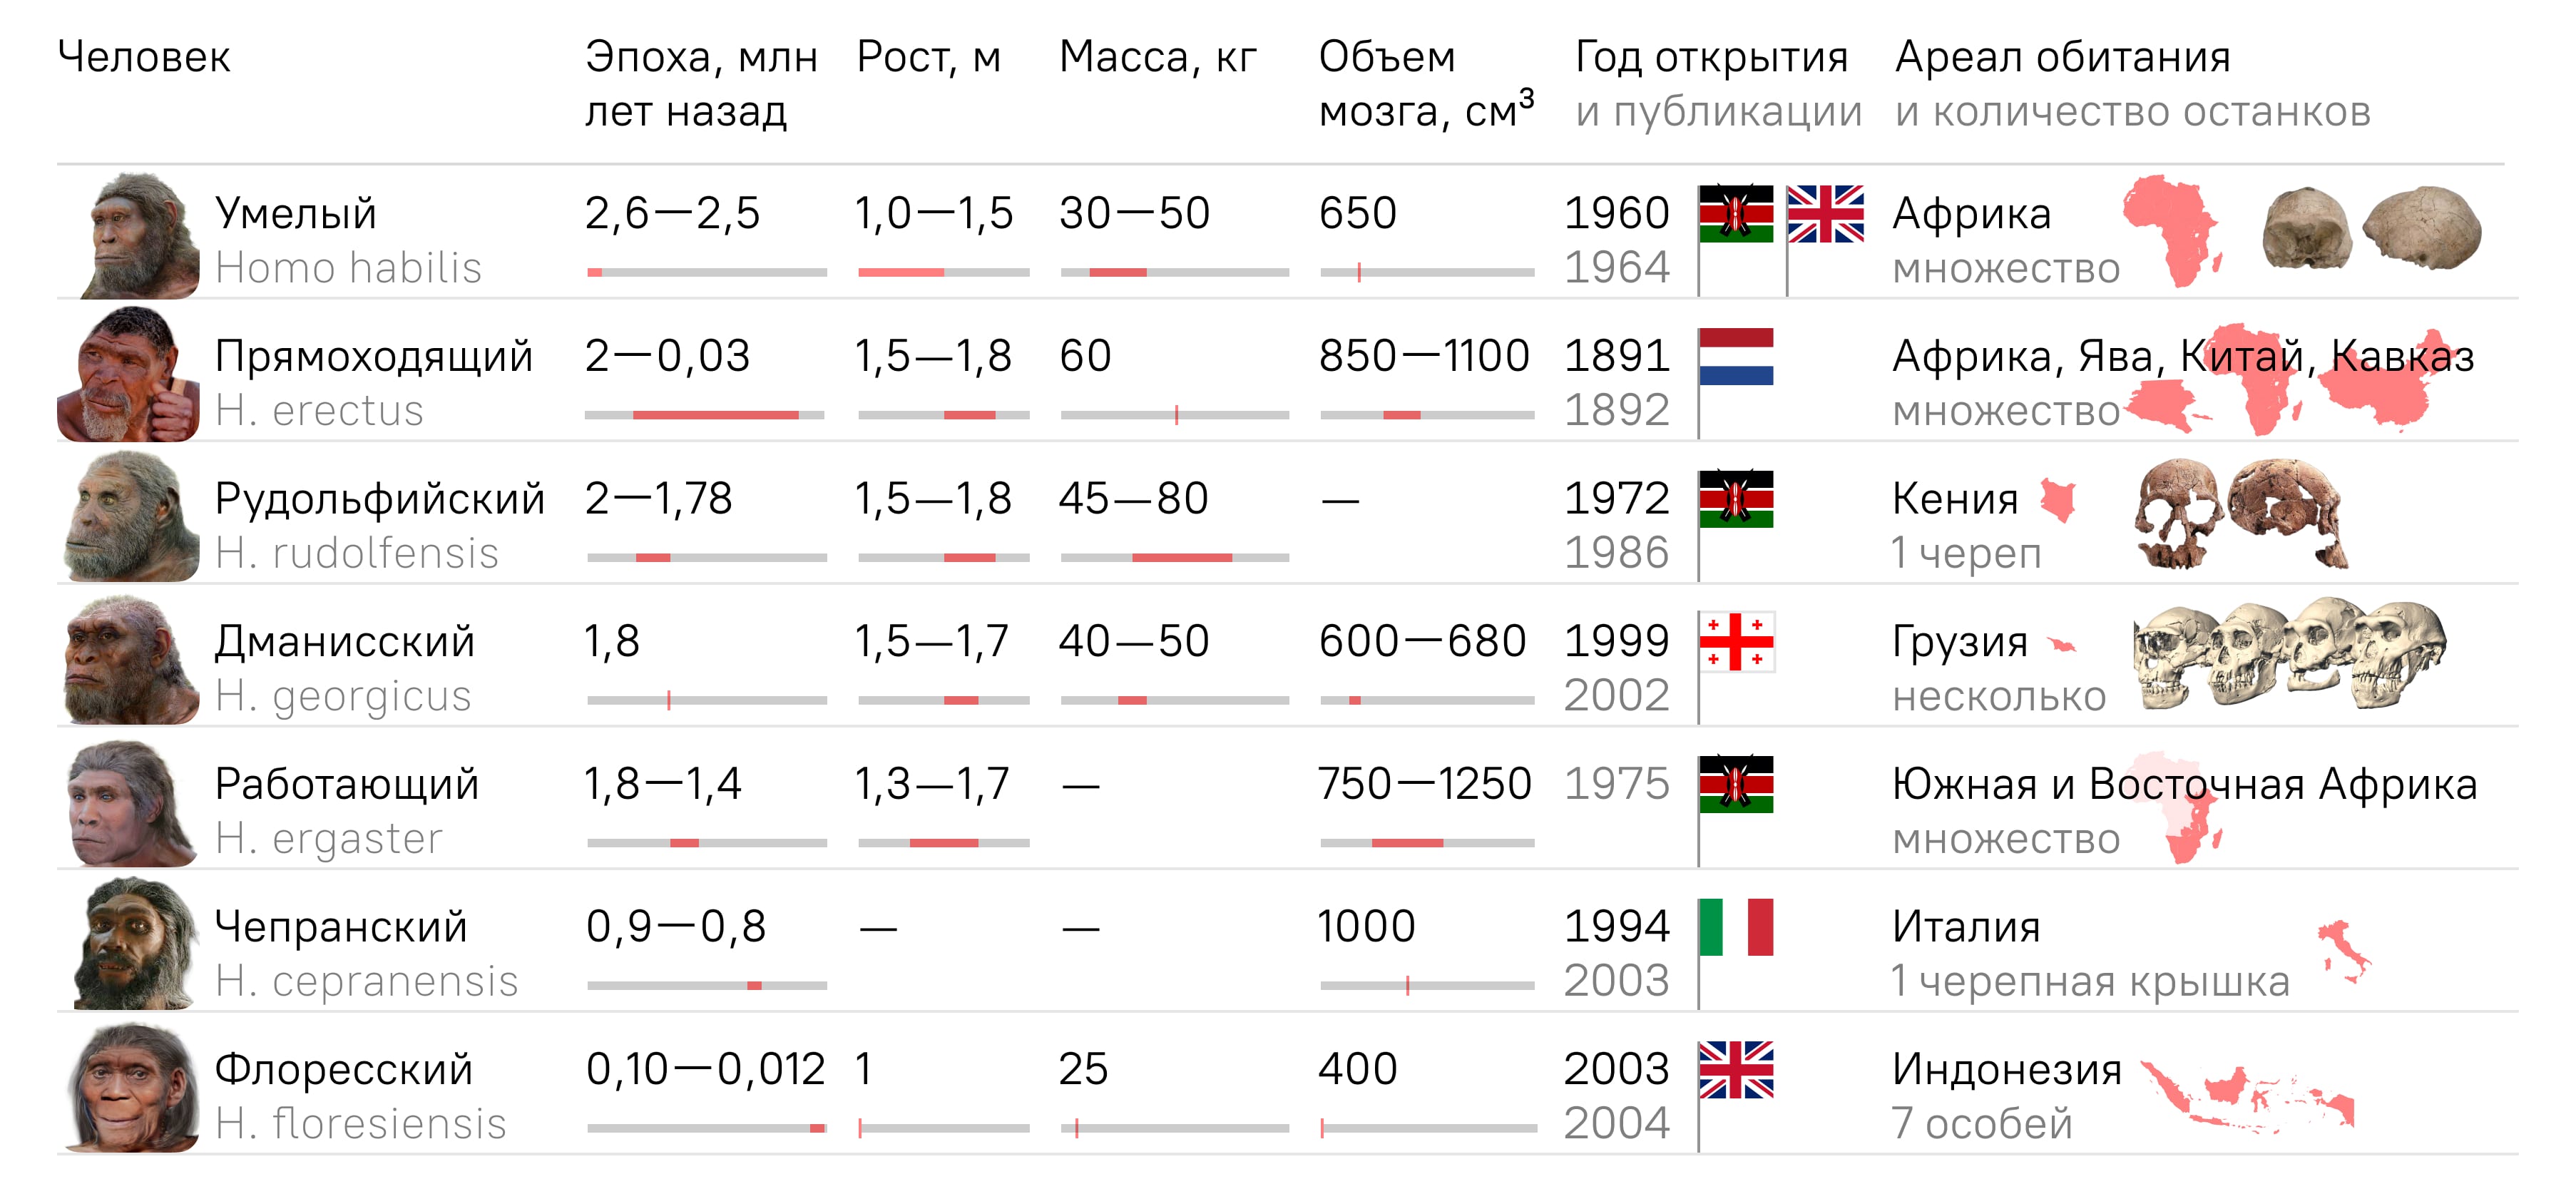 Человек
Эпоха, млн лет назад
Рост, м
Масса, кг
Объем мозга, см³
Год открытия и публикации
Ареал обитания и количество останков
Умелый 2,6—2,5 1,0—1,5 30—50 650 1960 Африка
Homo habilis 1964 множество
Прямоходящий 2—0,03 1,5—1,8 60 850—1100 1891 Африка, Ява, Китай, Кавказ
H. erectus 1892 множество
Рудольфийский 2—1,78 1,5—1,8 45—80 — 1972 Кения
H. rudolfensis 1986 1 череп
Дманисский 1,8 1,5—1,7 40—50 600—680 1999 Грузия
H. georgicus 2002 несколько
Работающий 1,8—1,4 1,3—1,7 — 750—1250 1975 Южная и Восточная Африка
H. ergaster множество
Чепранский 0,9—0,8 — — 1000 1994 Италия
H. cepranensis 2003 1 черепная крышка
Флоресский 0,10—0,012 1 25 400 2003 Индонезия
H. floresiensis 2004 7 особей